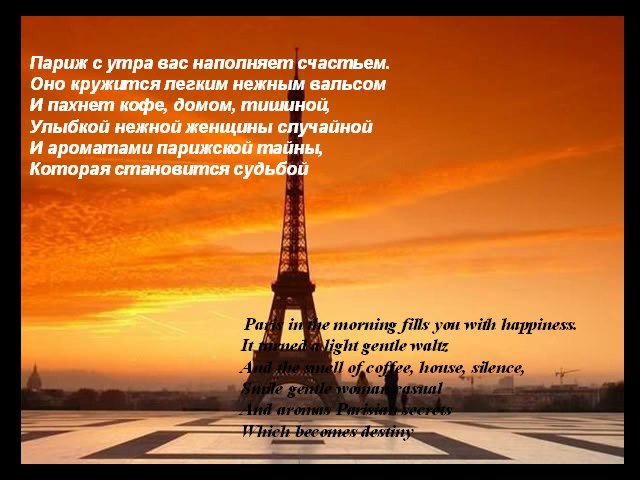 Париж с утра вас наполняет счастьем.
Оно кружится легким нежным вальсом
И пахнет кофе, домом, тишиной,
Улыбкой нежной женщины случайной
И ароматами парижской тайны,
Которая становится судьбой
Paris in the morning fills you with happiness.
It turned a light gentle waltz
And the smell of coffee, house, silence,
Smile gentle woman casual
And aromas Parisian secrets
Which becomes destiny